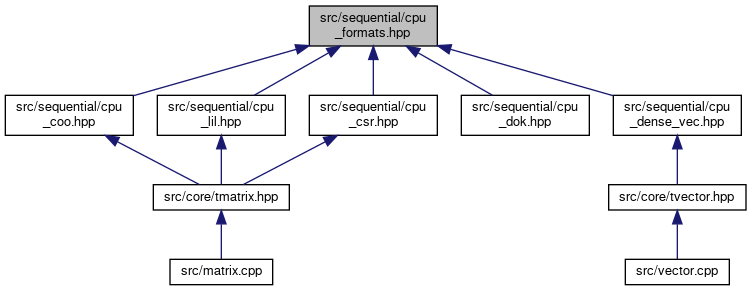 src/sequential/cpu
_formats.hpp
src/sequential/cpu
_coo.hpp
src/sequential/cpu
_lil.hpp
src/sequential/cpu
_csr.hpp
src/sequential/cpu
_dok.hpp
src/sequential/cpu
_dense_vec.hpp
src/core/tmatrix.hpp
src/core/tvector.hpp
src/matrix.cpp
src/vector.cpp